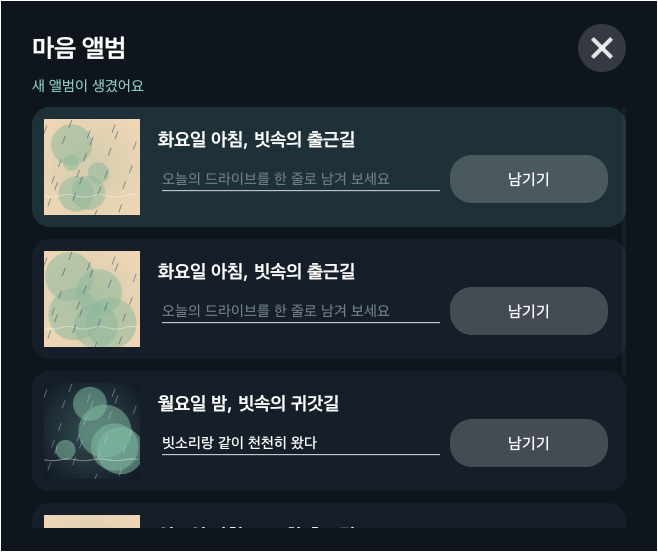 마음 앨범
새 앨범이 생겼어요
화요일 아침, 빗속의 출근길
오늘의 드라이브를 한 줄로 남겨 보세요
남기기
화요일 아침, 빗속의 출근길
오늘의 드라이브를 한 줄로 남겨 보세요
남기기
월요일 밤, 빗속의 귀갓길
빗소리랑 같이 천천히 왔다
남기기